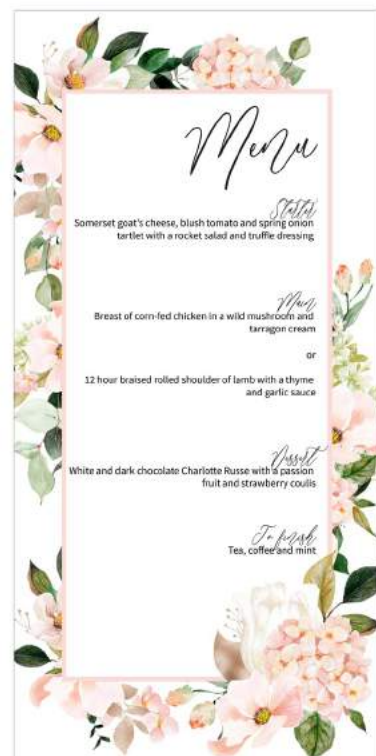 Menu
Starter
Somerset goat's cheese, blush tomato and spring onion
tartlet with a rocket salad and truffle dressing
Main
Breast of corn-fed chicken in a wild mushroom and
tarragon cream
or
12 hour braised rolled shoulder of lamb with a thyme
and garlic sauce
Dessert
White and dark chocolate Charlotte Russe with a passion
fruit and strawberry coulis
To finish
Tea, coffee and mint